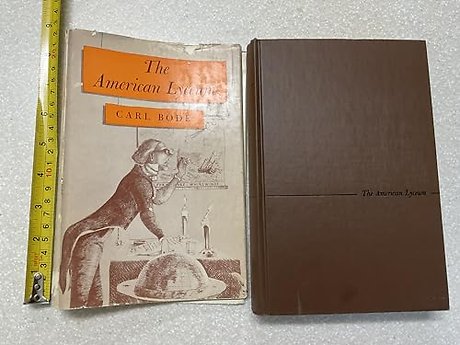 The
American Lyceum
CARL BODE
The American Lyceum